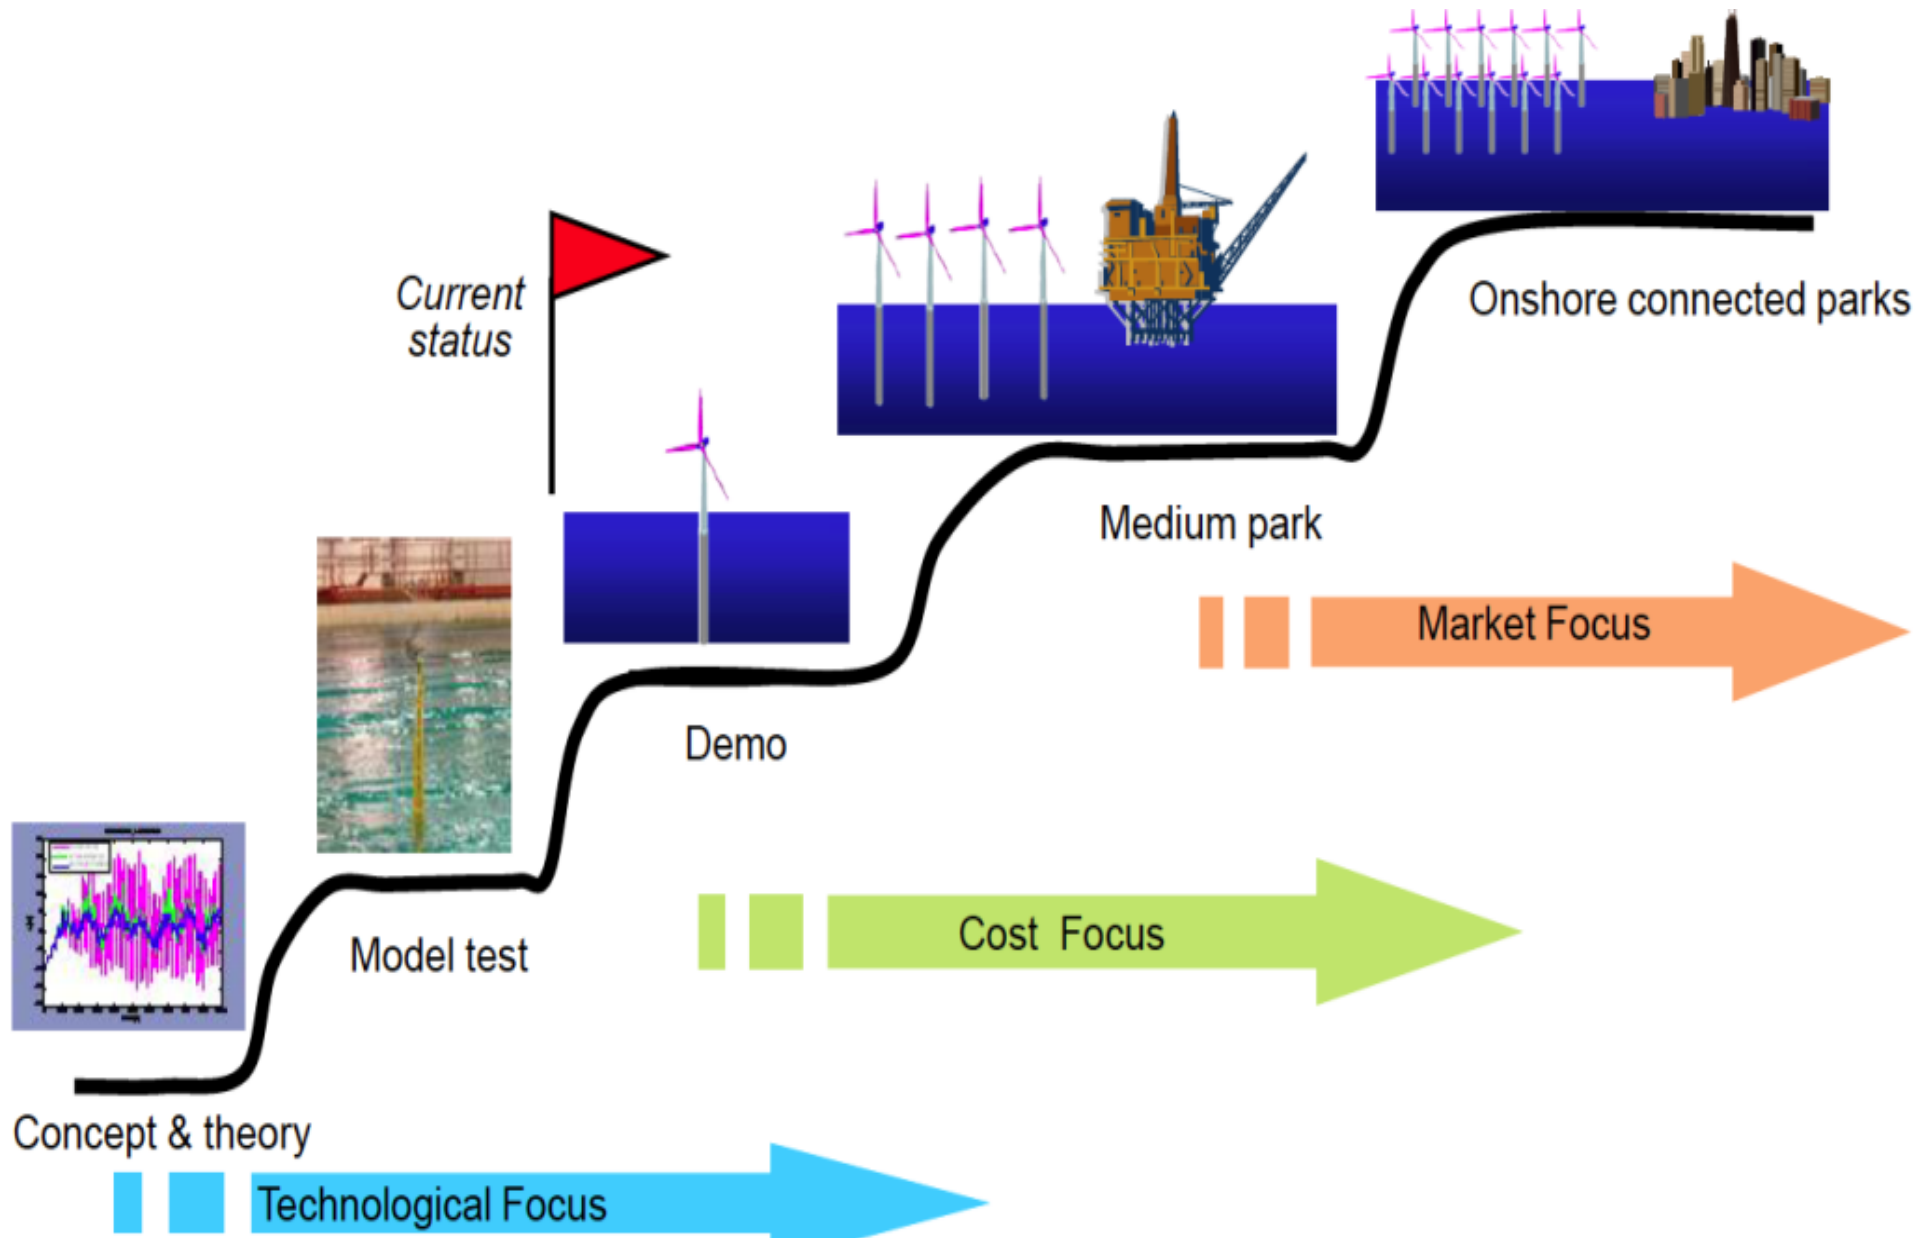 Current
status
Onshore connected parks
Medium park
Market Focus
Demo
Cost Focus
Model test
Concept & theory
Technological Focus